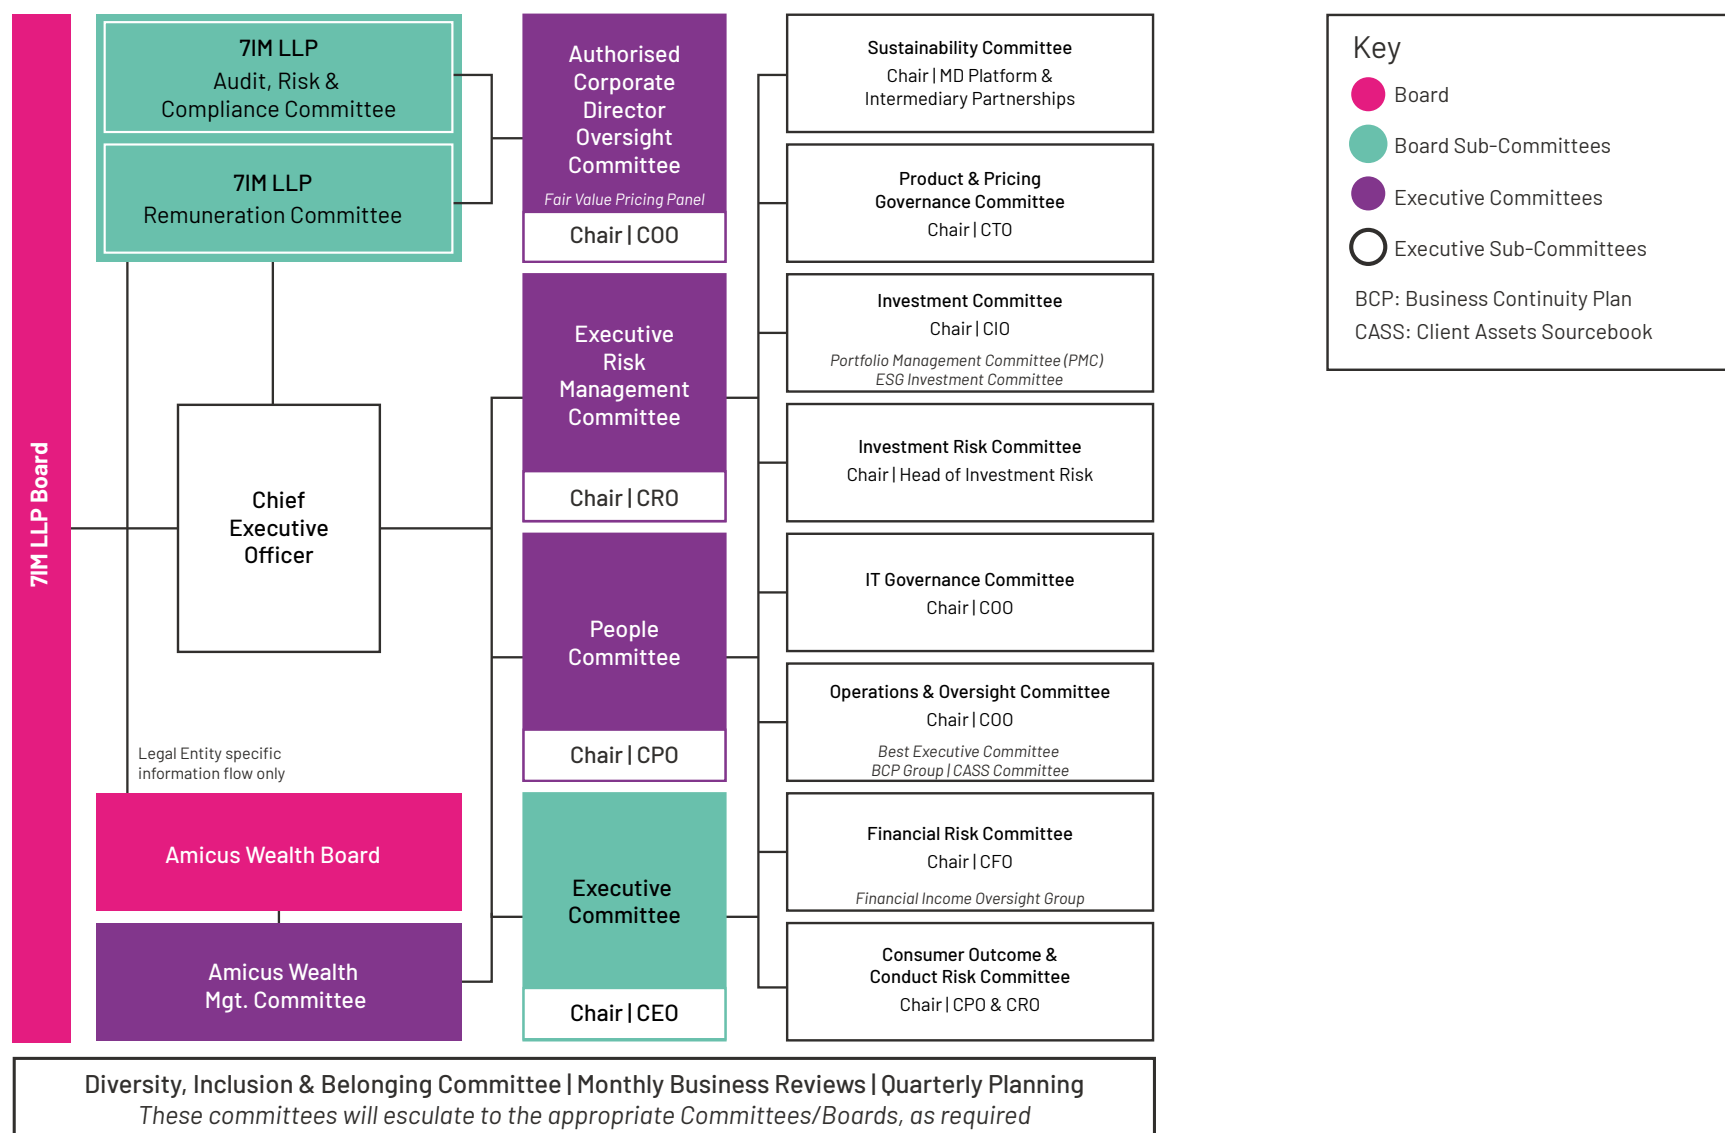 7IM LLP Board
7IM LLP
Audit, Risk &
Compliance Committee
7IM LLP
Remuneration Committee
Chief
Executive
Officer
Legal Entity specific
information flow only
Amicus Wealth Board
Amicus Wealth
Mgt. Committee
Authorised
Corporate
Director
Oversight
Committee
Fair Value Pricing Panel
Chair | COO
Executive
Risk
Management
Committee
Chair | CRO
People
Committee
Chair | CPO
Executive
Committee
Chair | CEO
Sustainability Committee
Chair | MD Platform &
Intermediary Partnerships
Product & Pricing
Governance Committee
Chair | CTO
Investment Committee
Chair | CIO
Portfolio Management Committee (PMC)
ESG Investment Committee
Investment Risk Committee
Chair | Head of Investment Risk
IT Governance Committee
Chair | COO
Operations & Oversight Committee
Chair | COO
Best Executive Committee
BCP Group | CASS Committee
Financial Risk Committee
Chair | CFO
Financial Income Oversight Group
Consumer Outcome &
Conduct Risk Committee
Chair | CPO & CRO
Key
Board
Board Sub-Committees
Executive Committees
Executive Sub-Committees
BCP: Business Continuity Plan
CASS: Client Assets Sourcebook
Diversity, Inclusion & Belonging Committee | Monthly Business Reviews | Quarterly Planning
These committees will esculate to the appropriate Committees/Boards, as required